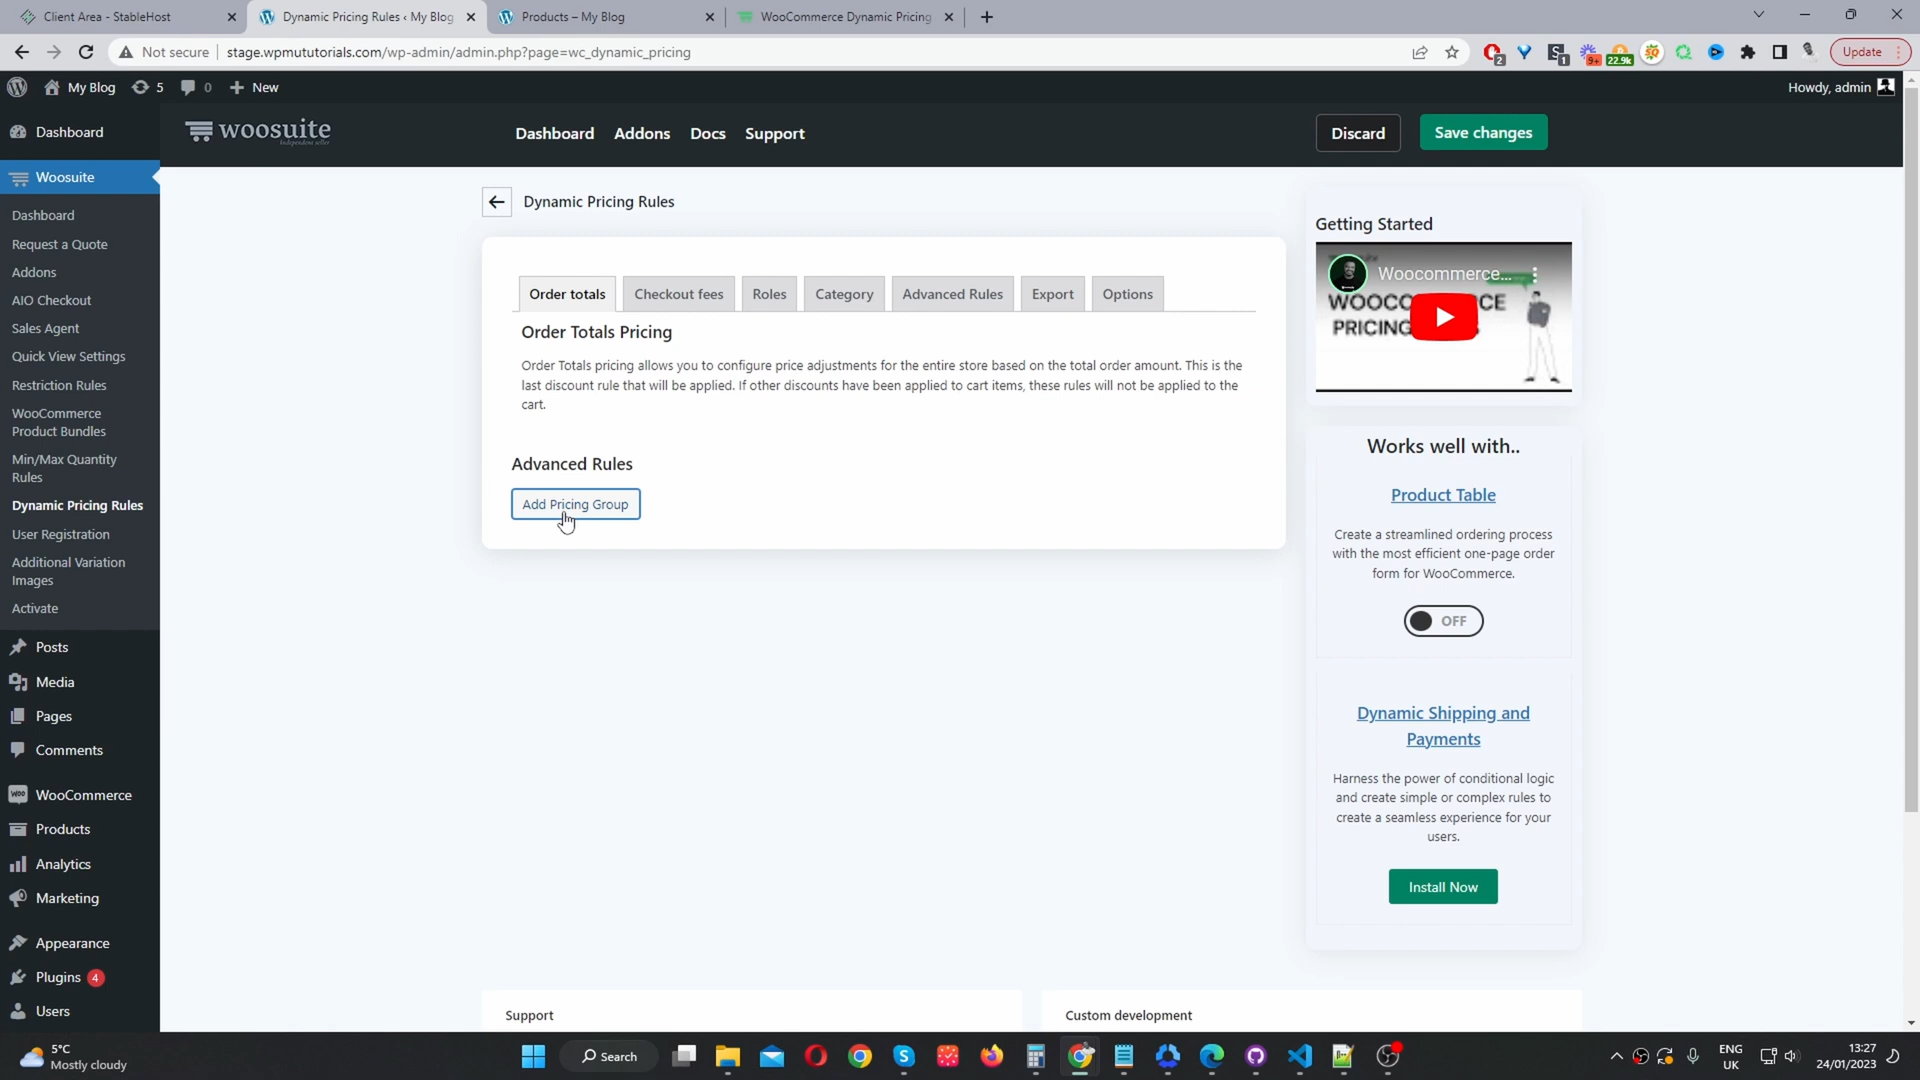 Client Area - StableHost
Dynamic Pricing Rules ‹ My Blog
Products – My Blog
WooCommerce Dynamic Pricing
Not secure
stage.wpmututorials.com/wp-admin/admin.php?page=wc_dynamic_pricing
2
1
9+
22.9k
Update
My Blog
5
0
New
Howdy, admin
woosuite
Independent seller
Dashboard
Addons
Docs
Support
Discard
Save changes
Dashboard
Woosuite
Dashboard
Request a Quote
Addons
AIO Checkout
Sales Agent
Quick View Settings
Restriction Rules
WooCommerce
Product Bundles
Min/Max Quantity
Rules
Dynamic Pricing Rules
User Registration
Additional Variation
Images
Activate
Posts
Media
Pages
Comments
WooCommerce
Products
Analytics
Marketing
Appearance
Plugins 4
Users
Dynamic Pricing Rules
Order totals
Checkout fees
Roles
Category
Advanced Rules
Export
Options
Order Totals Pricing
Order Totals pricing allows you to configure price adjustments for the entire store based on the total order amount. This is the
last discount rule that will be applied. If other discounts have been applied to cart items, these rules will not be applied to the
cart.
Advanced Rules
Add Pricing Group
Getting Started
Woocommerce...
Works well with..
Product Table
Create a streamlined ordering process
with the most efficient one-page order
form for WooCommerce.
OFF
Dynamic Shipping and
Payments
Harness the power of conditional logic
and create simple or complex rules to
create a seamless experience for your
users.
Install Now
Support
Custom development
5°C
Mostly cloudy
Search
ENG
UK
13:27
24/01/2023